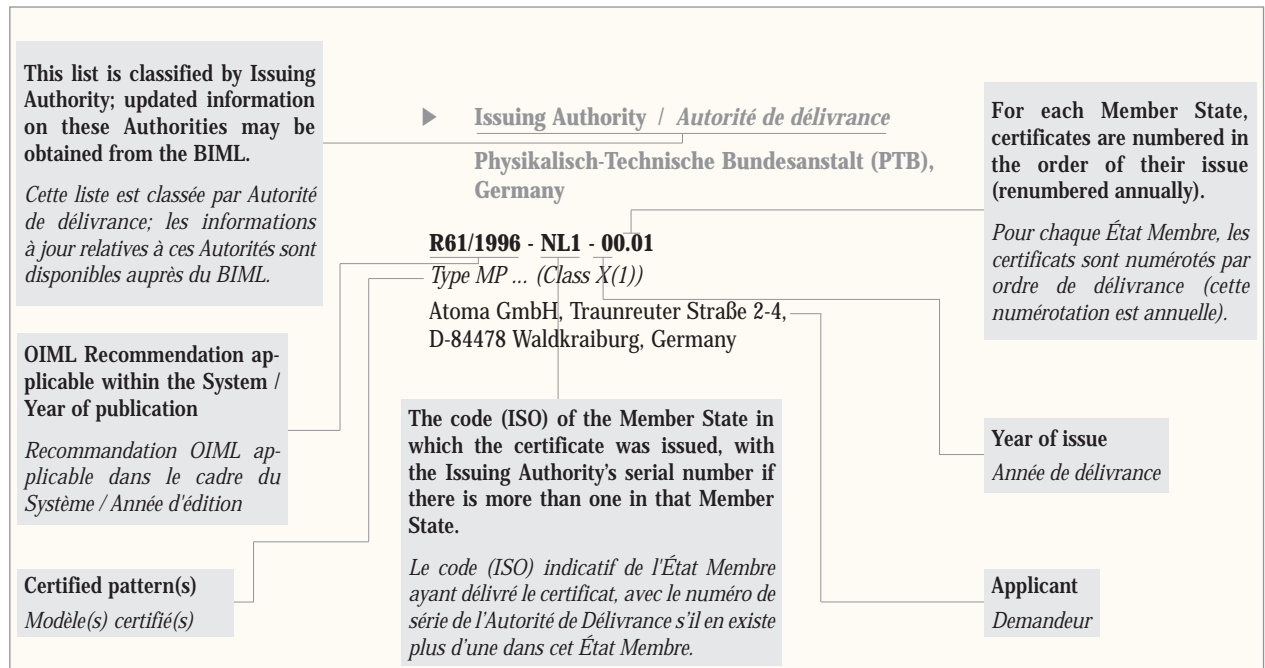 This list is classified by Issuing
Authority; updated information
on these Authorities may be
obtained from the BIML.
Cette liste est classée par Autorité
de délivrance; les informations
à jour relatives à ces Autorités sont
disponibles auprès du BIML.
▶ Issuing Authority / Autorité de délivrance
Physikalisch-Technische Bundesanstalt (PTB),
Germany
For each Member State,
certificates are numbered in
the order of their issue
(renumbered annually).
Pour chaque État Membre, les
certificats sont numérotés par
ordre de délivrance (cette
numérotation est annuelle).
R61/1996 - NL1 - 00.01
Type MP ... (Class X(1))
Atoma GmbH, Traunreuter Straße 2-4,
D-84478 Waldkraiburg, Germany
OIML Recommendation ap-
plicable within the System /
Year of publication
Recommandation OIML ap-
plicable dans le cadre du
Système / Année d'édition
The code (ISO) of the Member State in
which the certificate was issued, with
the Issuing Authority's serial number if
there is more than one in that Member
State.
Le code (ISO) indicatif de l'État Membre
ayant délivré le certificat, avec le numéro de
série de l'Autorité de Délivrance s'il en existe
plus d'une dans cet État Membre.
Year of issue
Année de délivrance
Certified pattern(s)
Modèle(s) certifié(s)
Applicant
Demandeur